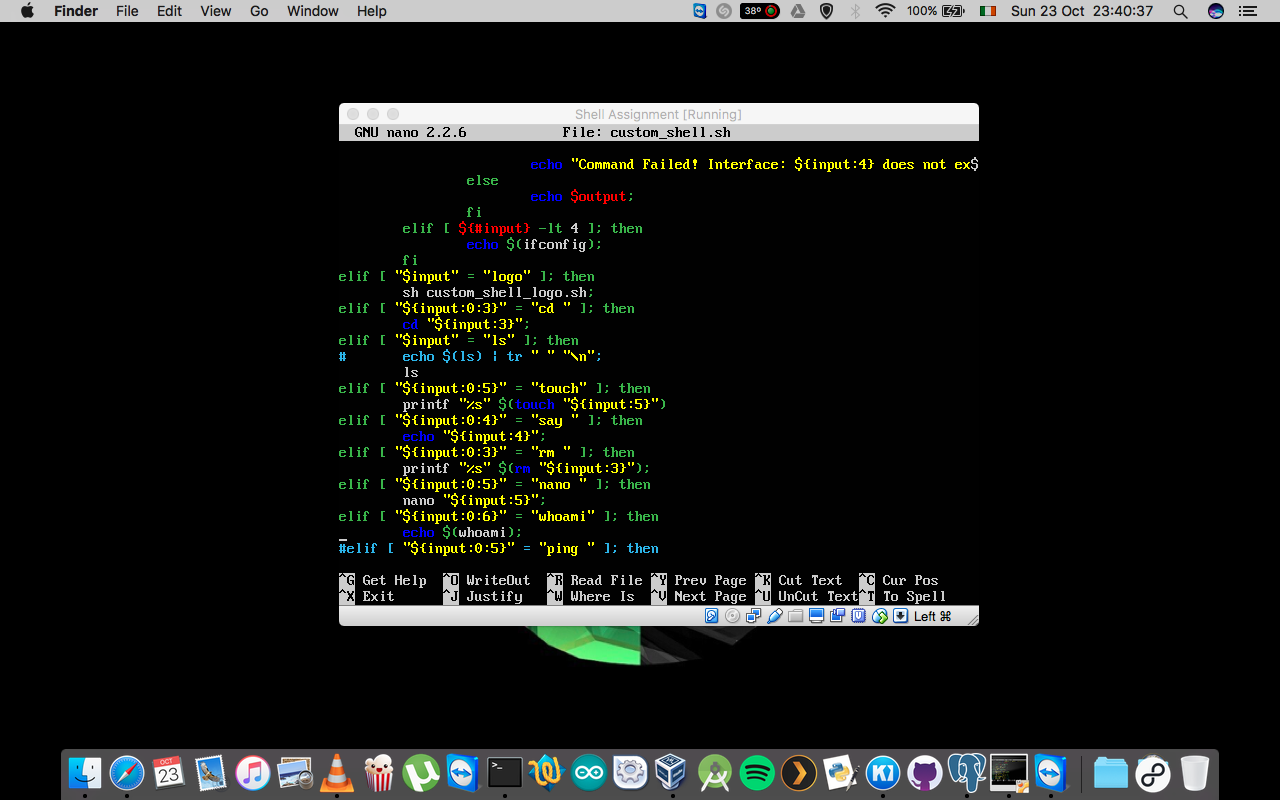 Finder File Edit View Go Window Help 38° 100% Sun 23 Oct 23:40:37
Shell Assignment [Running]
GNU nano 2.2.6 File: custom_shell.sh
echo "Command Failed! Interface: ${input:4} does not ex$
else
echo $output;
fi
elif [ ${#input} -lt 4 ]; then
echo $(ifconfig);
fi
elif [ "$input" = "logo" ]; then
sh custom_shell_logo.sh;
elif [ "${input:0:3}" = "cd " ]; then
cd "${input:3}";
elif [ "$input" = "ls" ]; then
# echo $(ls) | tr " " "\n";
ls
elif [ "${input:0:5}" = "touch" ]; then
printf "%s" $(touch "${input:5}")
elif [ "${input:0:4}" = "say " ]; then
echo "${input:4}";
elif [ "${input:0:3}" = "rm " ]; then
printf "%s" $(rm "${input:3}");
elif [ "${input:0:5}" = "nano " ]; then
nano "${input:5}";
elif [ "${input:0:6}" = "whoami" ]; then
echo $(whoami);
#elif [ "${input:0:5}" = "ping " ]; then
^G Get Help ^O WriteOut ^R Read File ^Y Prev Page ^K Cut Text ^C Cur Pos
^X Exit ^J Justify ^W Where Is ^V Next Page ^U UnCut Text ^T To Spell
Left ⌘
OCT
23
>_
K1